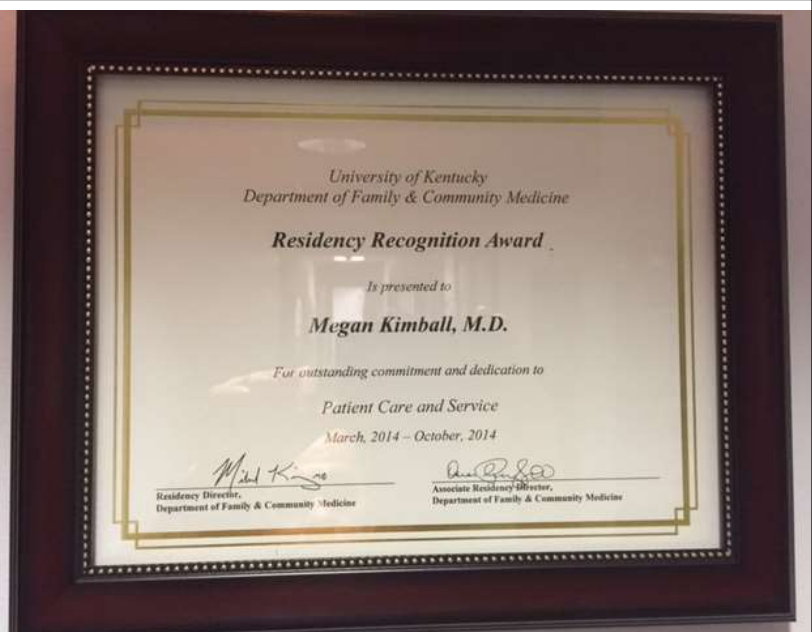 University of Kentucky
Department of Family & Community Medicine
Residency Recognition Award
Is presented to
Megan Kimball, M.D.
For outstanding commitment and dedication to
Patient Care and Service
March, 2014 – October, 2014
Residency Director,
Department of Family & Community Medicine
Associate Residency Director,
Department of Family & Community Medicine